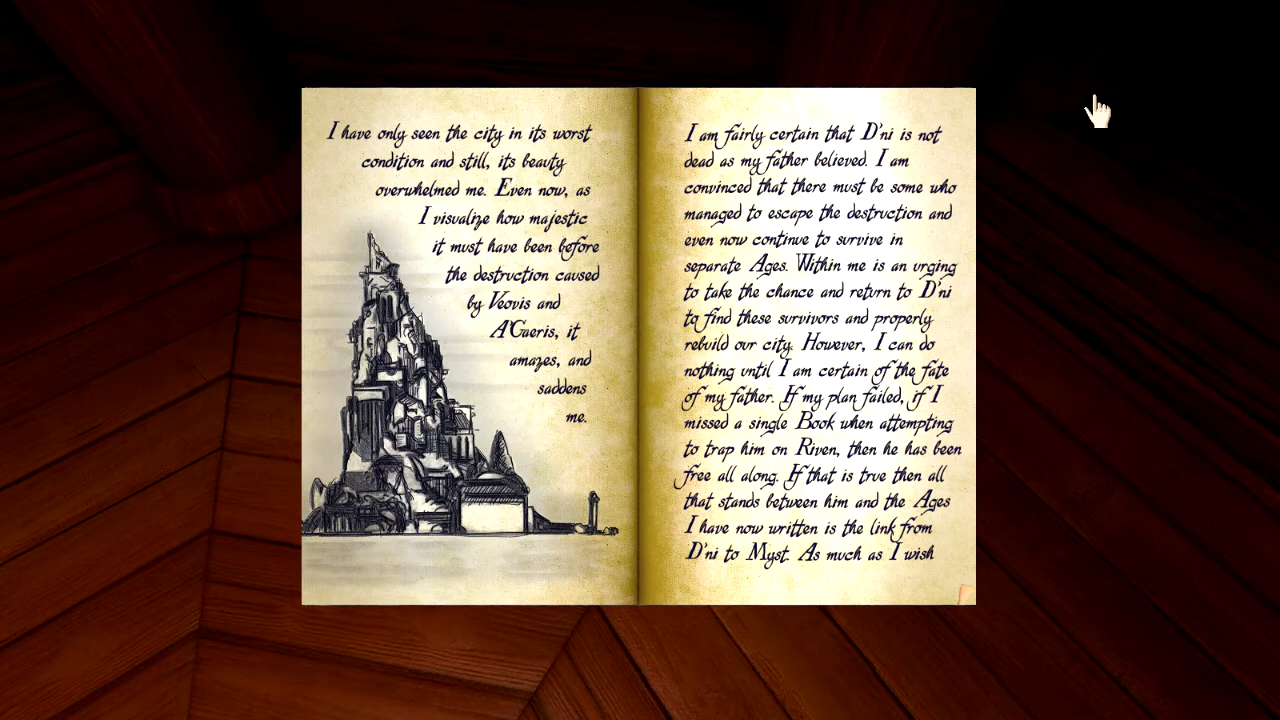 I have only seen the city in its worst
condition and still, its beauty
overwhelmed me. Even now, as
I visualize how majestic
it must have been before
the destruction caused
by Veovis and
A'Gaeris, it
amazes, and
saddens
me.
I am fairly certain that D'ni is not
dead as my father believed. I am
convinced that there must be some who
managed to escape the destruction and
even now continue to survive in
separate Ages. Within me is an urging
to take the chance and return to D'ni
to find these survivors and properly
rebuild our city. However, I can do
nothing until I am certain of the fate
of my father. If my plan failed, if I
missed a single Book when attempting
to trap him on Riven, then he has been
free all along. If that is true then all
that stands between him and the Ages
I have now written is the link from
D'ni to Myst. As much as I wish